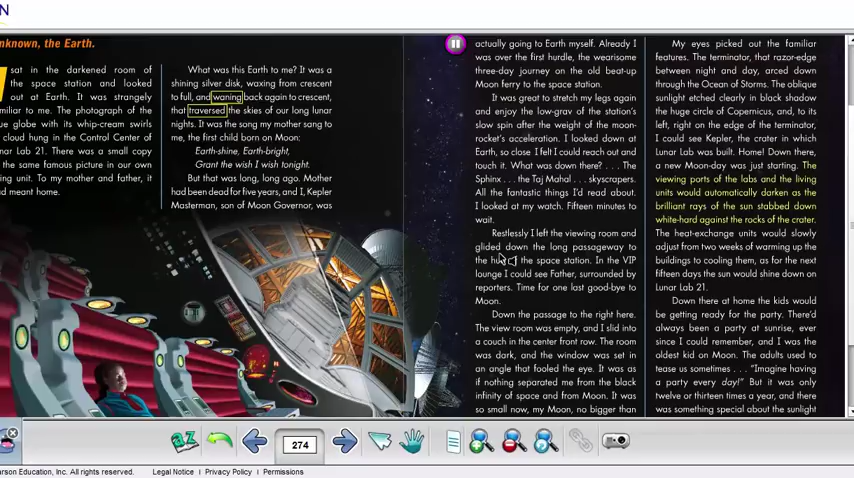 N
nknown, the Earth.
sat in the darkened room of
the space station and looked
out at Earth. It was strangely
miliar to me. The photograph of the
ue globe with its whip-cream swirls
cloud hung in the Control Center of
nar Lab 21. There was a small copy
the same famous picture in our own
ing unit. To my mother and father, it
ad meant home.
What was this Earth to me? It was a
shining silver disk, waxing from crescent
to full, and waning back again to crescent,
that traversed the skies of our long lunar
nights. It was the song my mother sang to
me, the first child born on Moon:
Earth-shine, Earth-bright,
Grant the wish I wish tonight.
But that was long, long ago. Mother
had been dead for five years, and I, Kepler
Masterman, son of Moon Governor, was
actually going to Earth myself. Already I
was over the first hurdle, the wearisome
three-day journey on the old beat-up
Moon ferry to the space station.
It was great to stretch my legs again
and enjoy the low-grav of the station's
slow spin after the weight of the moon-
rocket's acceleration. I looked down at
Earth, so close I felt I could reach out and
touch it. What was down there? . . . The
Sphinx . . . the Taj Mahal . . . skyscrapers.
All the fantastic things I'd read about.
I looked at my watch. Fifteen minutes to
wait.
Restlessly I left the viewing room and
glided down the long passageway to
the the space station. In the VIP
lounge I could see Father, surrounded by
reporters. Time for one last good-bye to
Moon.
Down the passage to the right here.
The view room was empty, and I slid into
a couch in the center front row. The room
was dark, and the window was set in
an angle that fooled the eye. It was as
if nothing separated me from the black
infinity of space and from Moon. It was
so small now, my Moon, no bigger than
My eyes picked out the familiar
features. The terminator, that razor-edge
between night and day, arced down
through the Ocean of Storms. The oblique
sunlight etched clearly in black shadow
the huge circle of Copernicus, and, to its
left, right on the edge of the terminator,
I could see Kepler, the crater in which
Lunar Lab was built. Home! Down there,
a new Moon-day was just starting. The
viewing ports of the labs and the living
units would automatically darken as the
brilliant rays of the sun stabbed down
white-hard against the rocks of the crater.
The heat-exchange units would slowly
adjust from two weeks of warming up the
buildings to cooling them, as for the next
fifteen days the sun would shine down on
Lunar Lab 21.
Down there at home the kids would
be getting ready for the party. There'd
always been a party at sunrise, ever
since I could remember, and I was the
oldest kid on Moon. The adults used to
tease us sometimes . . . "Imagine having
a party every day!" But it was only
twelve or thirteen times a year, and there
was something special about the sunlight
a z
274
arson Education, Inc. All rights reserved. Legal Notice | Privacy Policy | Permissions